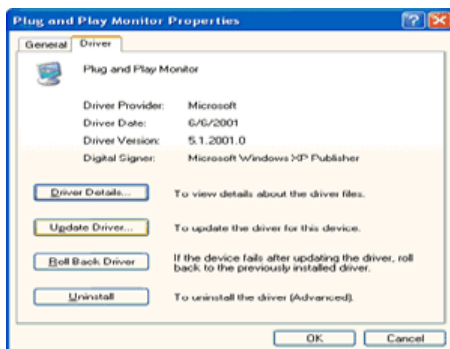 Plug and Play Monitor Properties
General Driver
Plug and Play Monitor
Driver Provider: Microsoft
Driver Date: 6/6/2001
Driver Version: 5.1.2001.0
Digital Signer: Microsoft Windows XP Publisher
Driver Details... To view details about the driver files.
Update Driver... To update the driver for this device.
Roll Back Driver If the device fails after updating the driver, roll
back to the previously installed driver.
Uninstall To uninstall the driver (Advanced).
OK Cancel